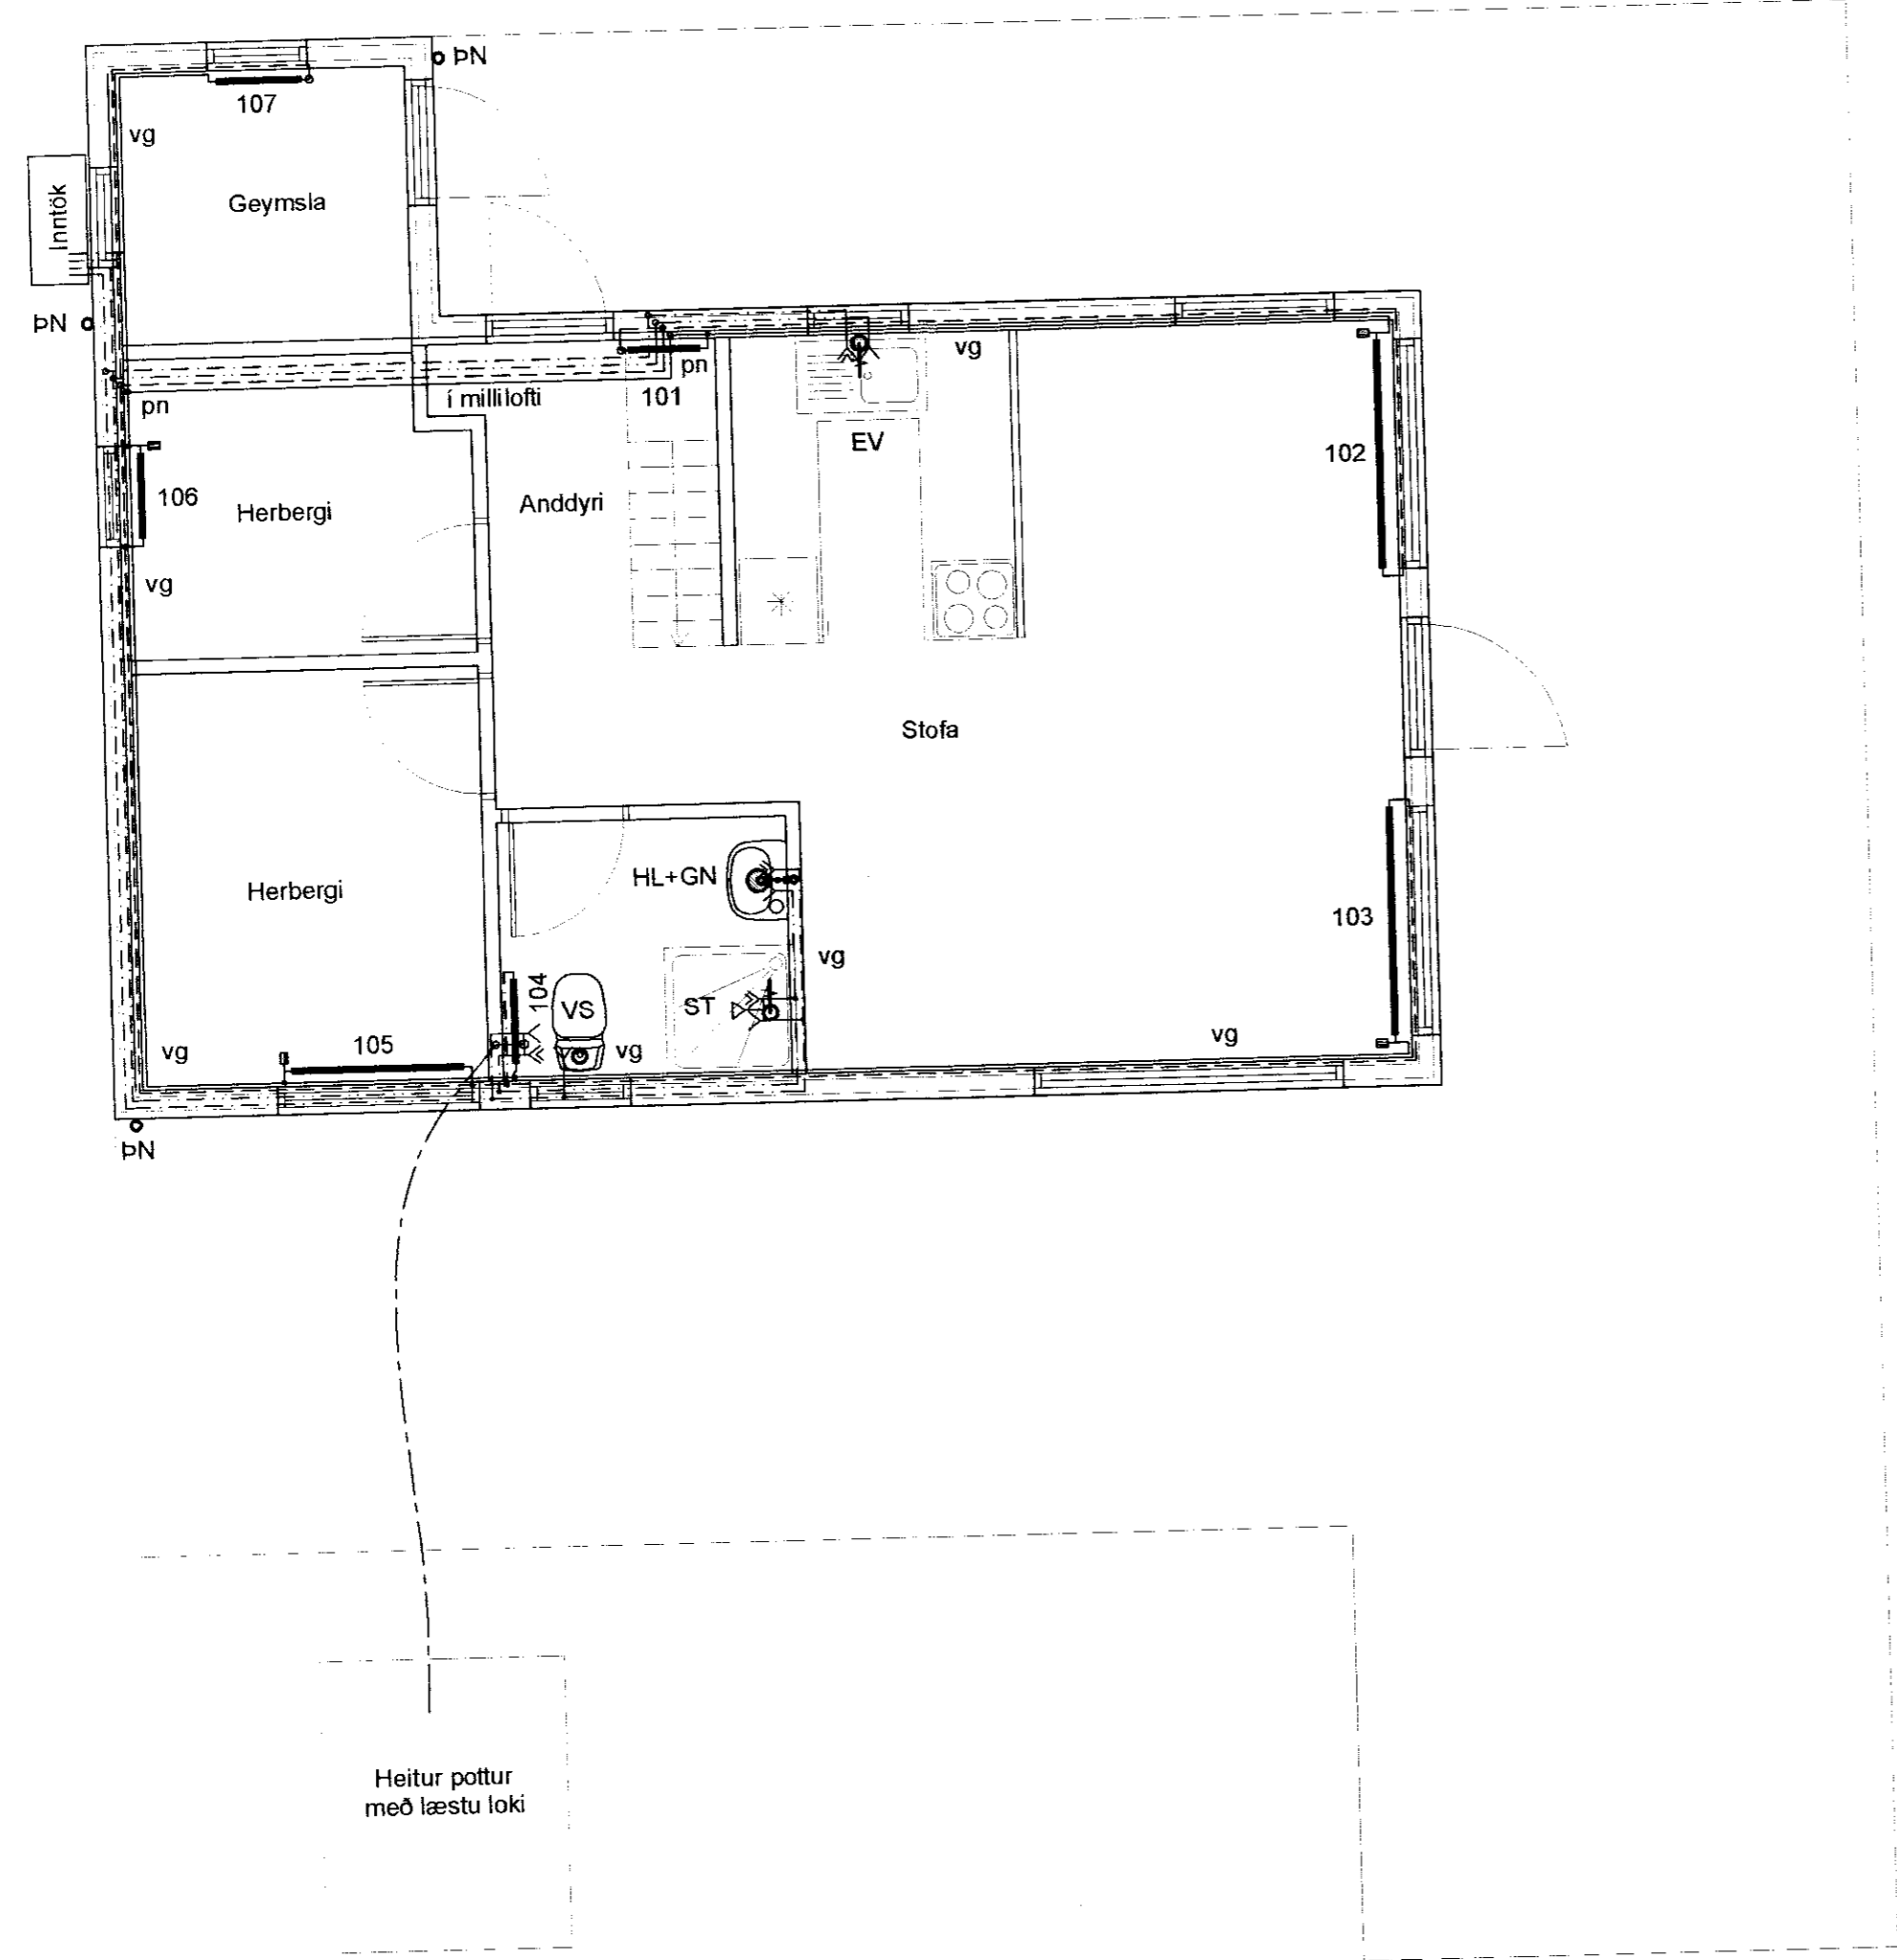 ÞN
107
vg
Inntök
Geymsla
ÞN
pn
vg
pn
í millilofti
101
EV
102
106
Herbergi
Anddyri
vg
Stofa
HL+GN
Herbergi
103
vg
104
VS
ST
vg
105
vg
vg
ÞN
Heitur pottur
með læstu loki